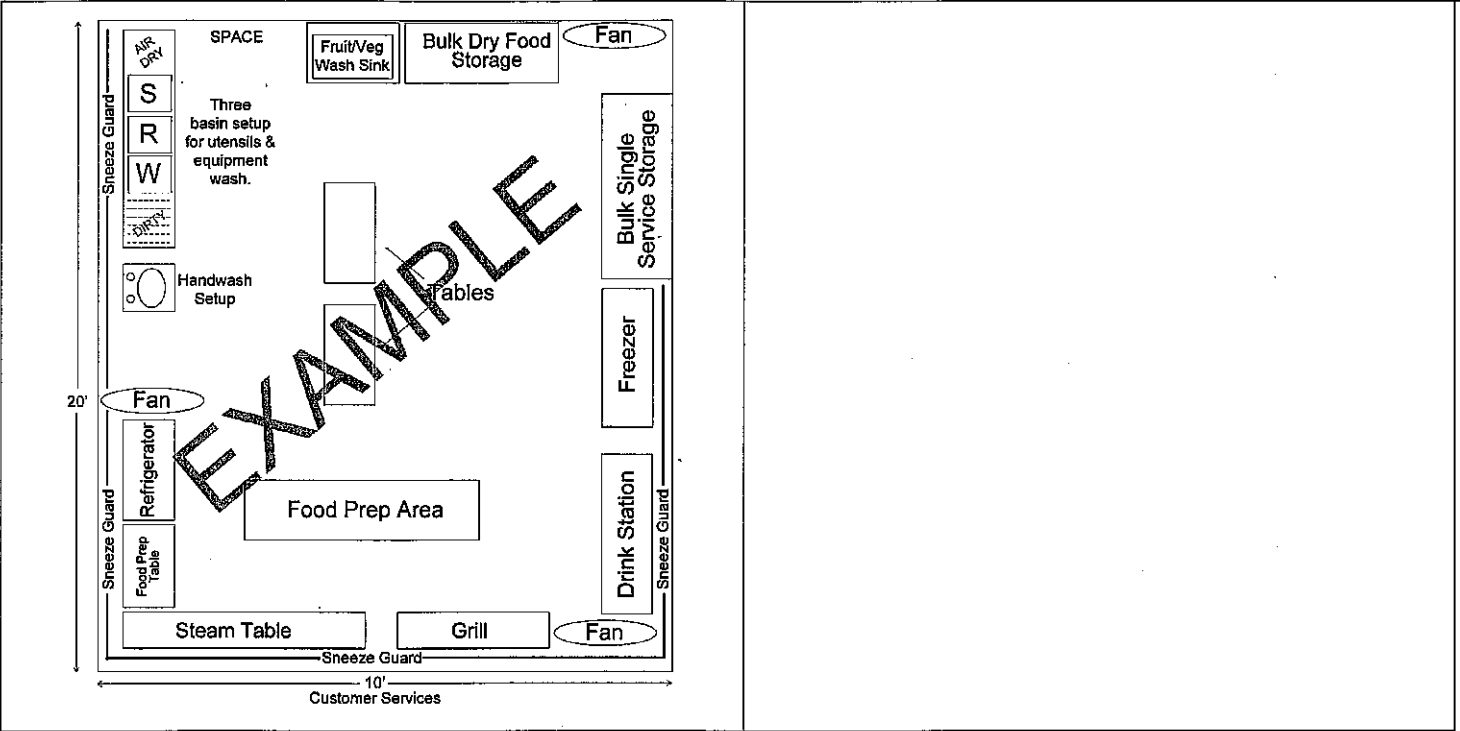 SPACE
Fruit/Veg
Wash Sink
Bulk Dry Food
Storage
Fan
AIR
DRY
S
R
W
DIRTY
Three
basin setup
for utensils &
equipment
wash.
Sneeze Guard
Bulk Single
Service Storage
Handwash
Setup
Tables
EXAMPLE
Freezer
20'
Fan
Refrigerator
Food Prep Area
Drink Station
Sneeze Guard
Sneeze Guard
Food Prep
Table
Steam Table
Grill
Fan
Sneeze Guard
10'
Customer Services